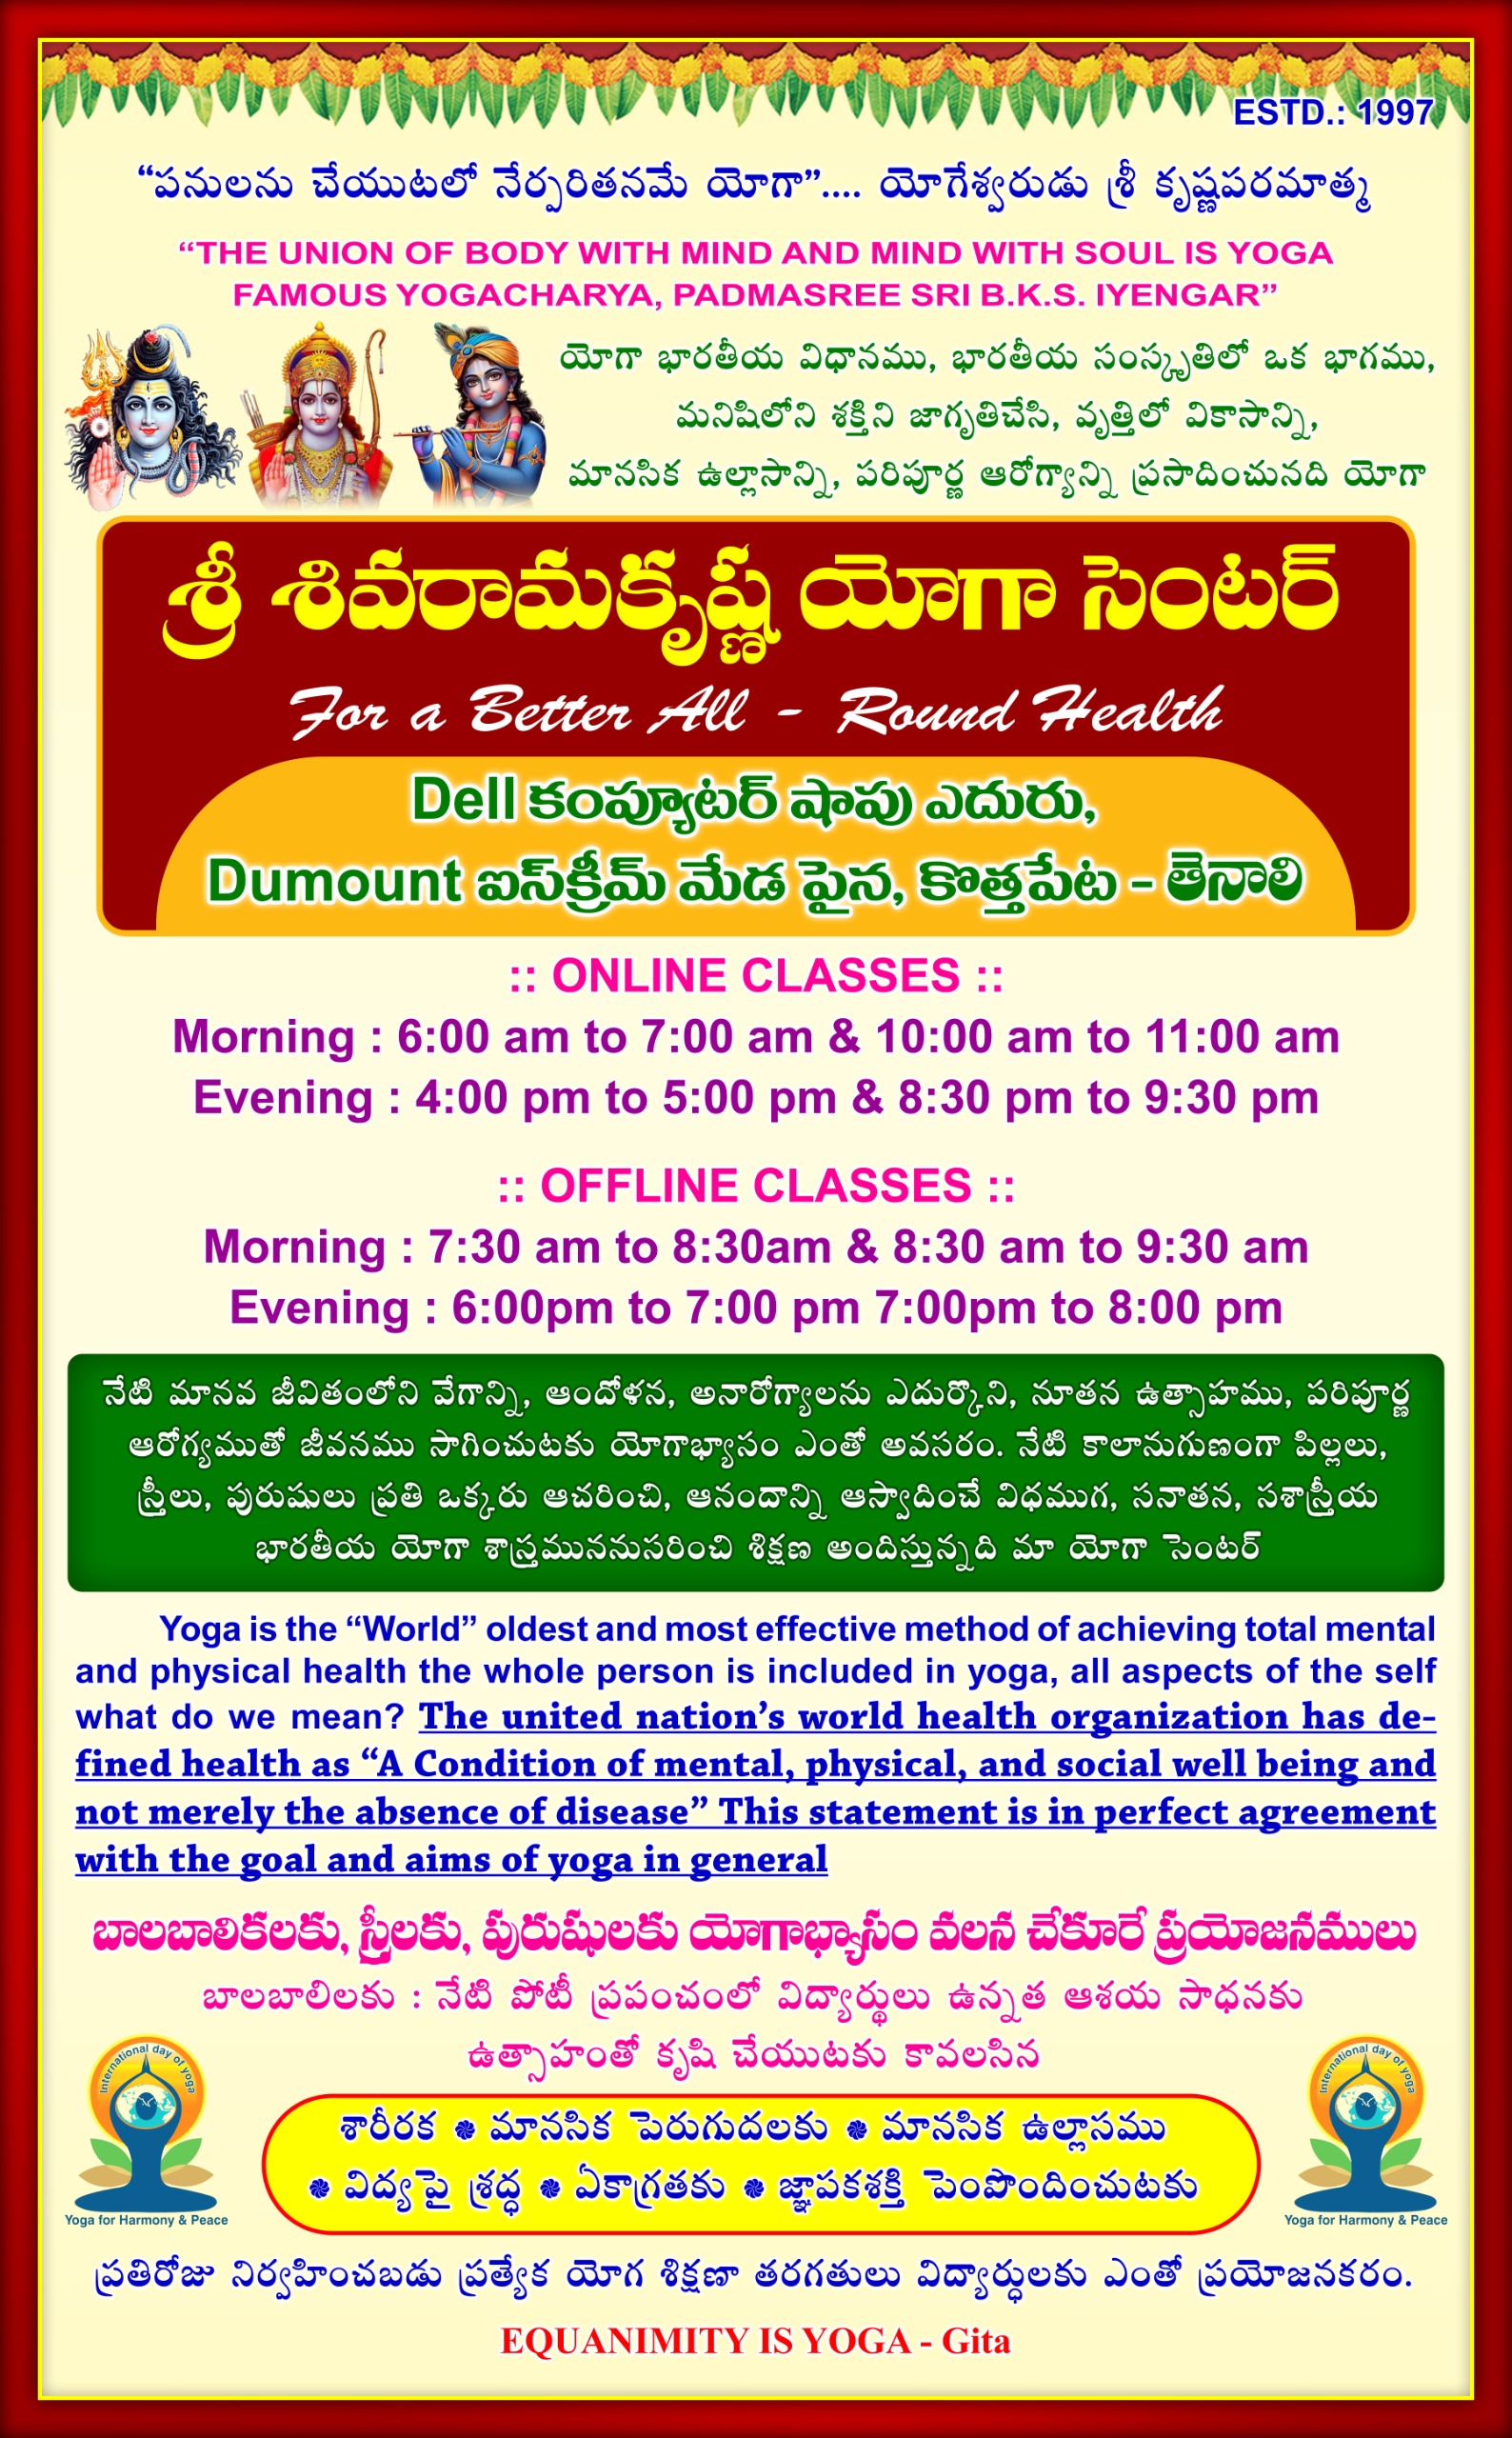 ESTD.: 1997
“పనులను చేయుటలో నేర్పరితనమే యోగా”.... యోగేశ్వరుడు శ్రీ కృష్ణపరమాత్మ
“THE UNION OF BODY WITH MIND AND MIND WITH SOUL IS YOGA
FAMOUS YOGACHARYA, PADMASREE SRI B.K.S. IYENGAR”
యోగా భారతీయ విధానము, భారతీయ సంస్కృతిలో ఒక భాగము,
మనిషిలోని శక్తిని జాగృతిచేసి, వృత్తిలో వికాసాన్ని,
మానసిక ఉల్లాసాన్ని, పరిపూర్ణ ఆరోగ్యాన్ని ప్రసాదించునది యోగా
శ్రీ శివరామకృష్ణ యోగా సెంటర్
For a Better All - Round Health
Dell కంప్యూటర్ షాపు ఎదురు,
Dumount ఐస్‌క్రీమ్ మేడ పైన, కొత్తపేట - తెనాలి
:: ONLINE CLASSES ::
Morning : 6:00 am to 7:00 am & 10:00 am to 11:00 am
Evening : 4:00 pm to 5:00 pm & 8:30 pm to 9:30 pm
:: OFFLINE CLASSES ::
Morning : 7:30 am to 8:30am & 8:30 am to 9:30 am
Evening : 6:00pm to 7:00 pm 7:00pm to 8:00 pm
నేటి మానవ జీవితంలోని వేగాన్ని, ఆందోళన, అనారోగ్యాలను ఎదుర్కొని, నూతన ఉత్సాహము, పరిపూర్ణ
ఆరోగ్యముతో జీవనము సాగించుటకు యోగాభ్యాసం ఎంతో అవసరం. నేటి కాలానుగుణంగా పిల్లలు,
స్త్రీలు, పురుషులు ప్రతి ఒక్కరు ఆచరించి, ఆనందాన్ని ఆస్వాదించే విధముగ, సనాతన, సశాస్త్రీయ
భారతీయ యోగా శాస్త్రముననుసరించి శిక్షణ అందిస్తున్నది మా యోగా సెంటర్
Yoga is the “World” oldest and most effective method of achieving total mental
and physical health the whole person is included in yoga, all aspects of the self
what do we mean? The united nation’s world health organization has de-
fined health as “A Condition of mental, physical, and social well being and
not merely the absence of disease” This statement is in perfect agreement
with the goal and aims of yoga in general
బాలబాలికలకు, స్త్రీలకు, పురుషులకు యోగాభ్యాసం వలన చేకూరే ప్రయోజనములు
బాలబాలిలకు : నేటి పోటీ ప్రపంచంలో విద్యార్థులు ఉన్నత ఆశయ సాధనకు
ఉత్సాహంతో కృషి చేయుటకు కావలసిన
శారీరక ❁ మానసిక పెరుగుదలకు ❁ మానసిక ఉల్లాసము
❁ విద్యపై శ్రద్ధ ❁ ఏకాగ్రతకు ❁ జ్ఞాపకశక్తి పెంపొందించుటకు
International day of yoga
Yoga for Harmony & Peace
International day of yoga
Yoga for Harmony & Peace
ప్రతిరోజు నిర్వహించబడు ప్రత్యేక యోగ శిక్షణా తరగతులు విద్యార్ధులకు ఎంతో ప్రయోజనకరం.
EQUANIMITY IS YOGA - Gita